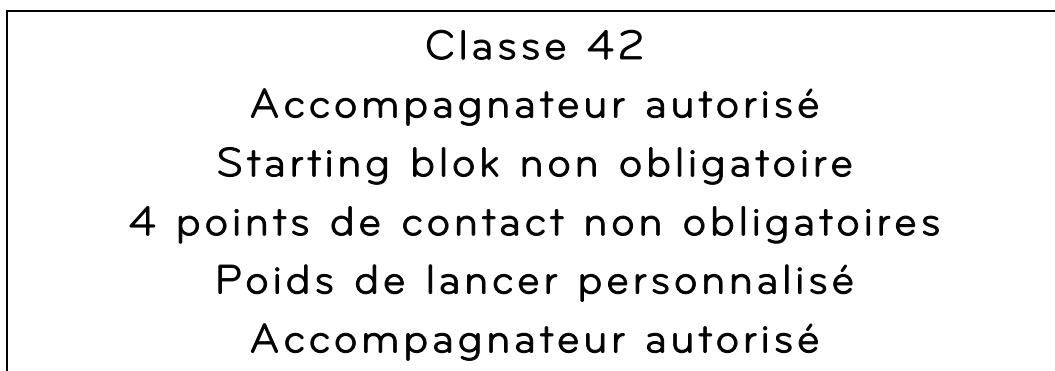 Classe 42
Accompagnateur autorisé
Starting blok non obligatoire
4 points de contact non obligatoires
Poids de lancer personnalisé
Accompagnateur autorisé